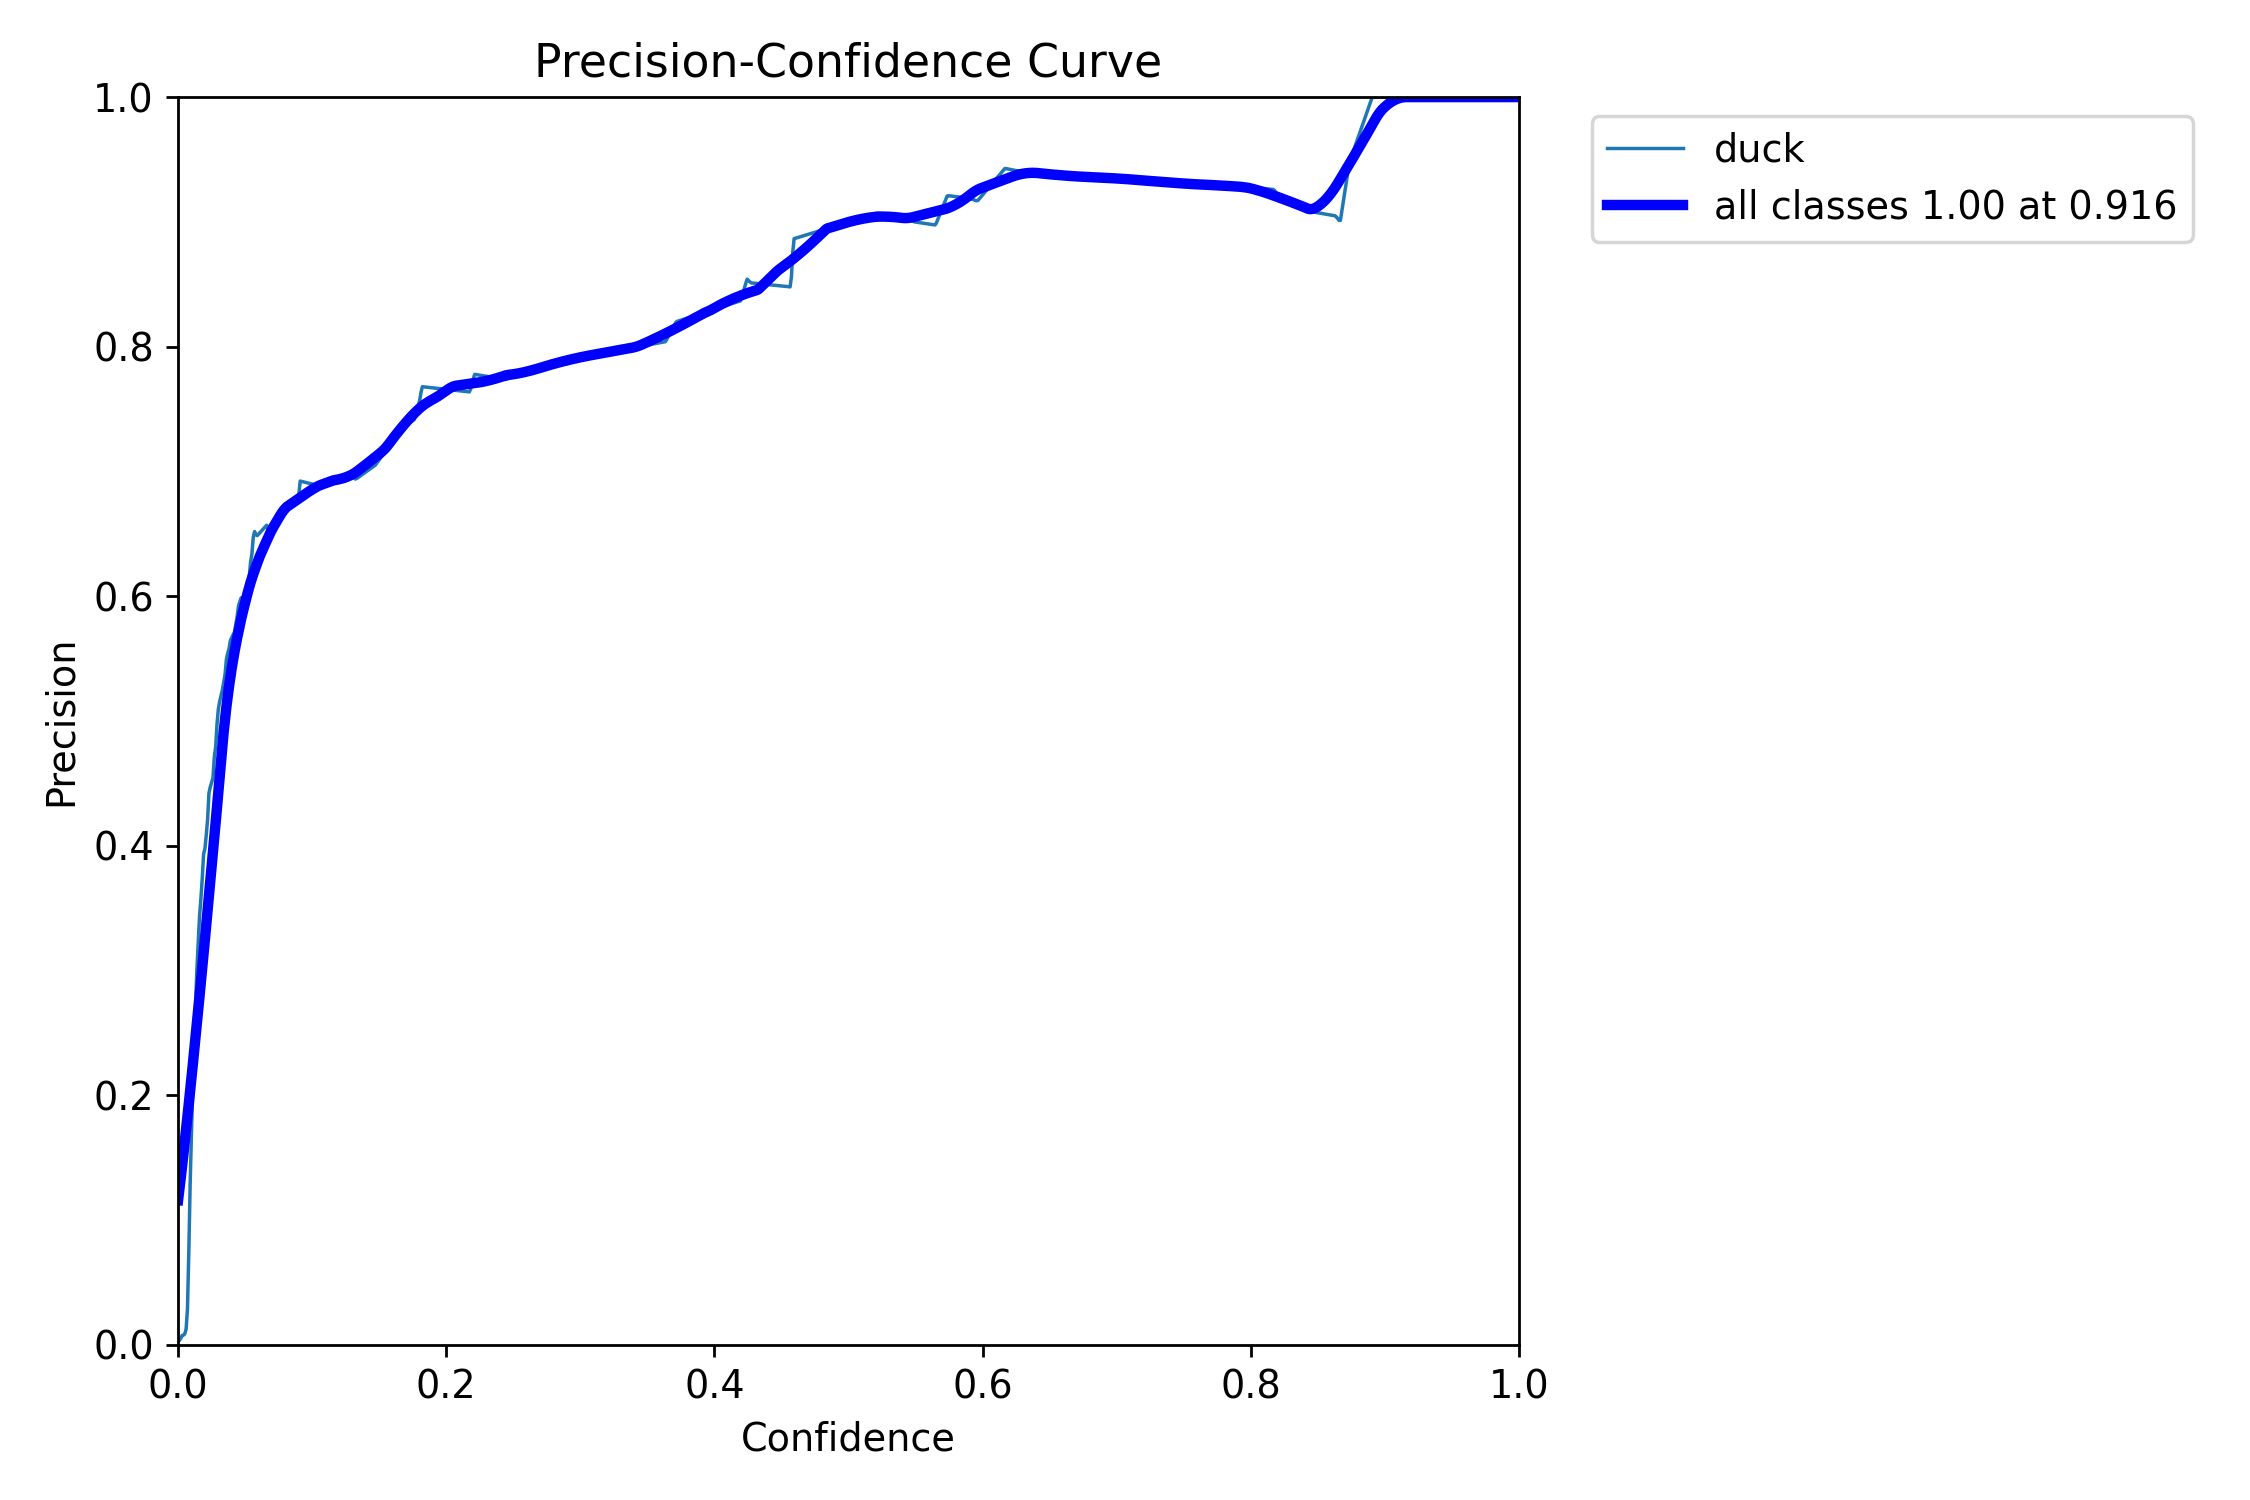 Precision-Confidence Curve
duck
all classes 1.00 at 0.916
1.0
0.8
0.6
0.4
0.2
0.0
Precision
0.0 0.2 0.4 0.6 0.8 1.0
Confidence